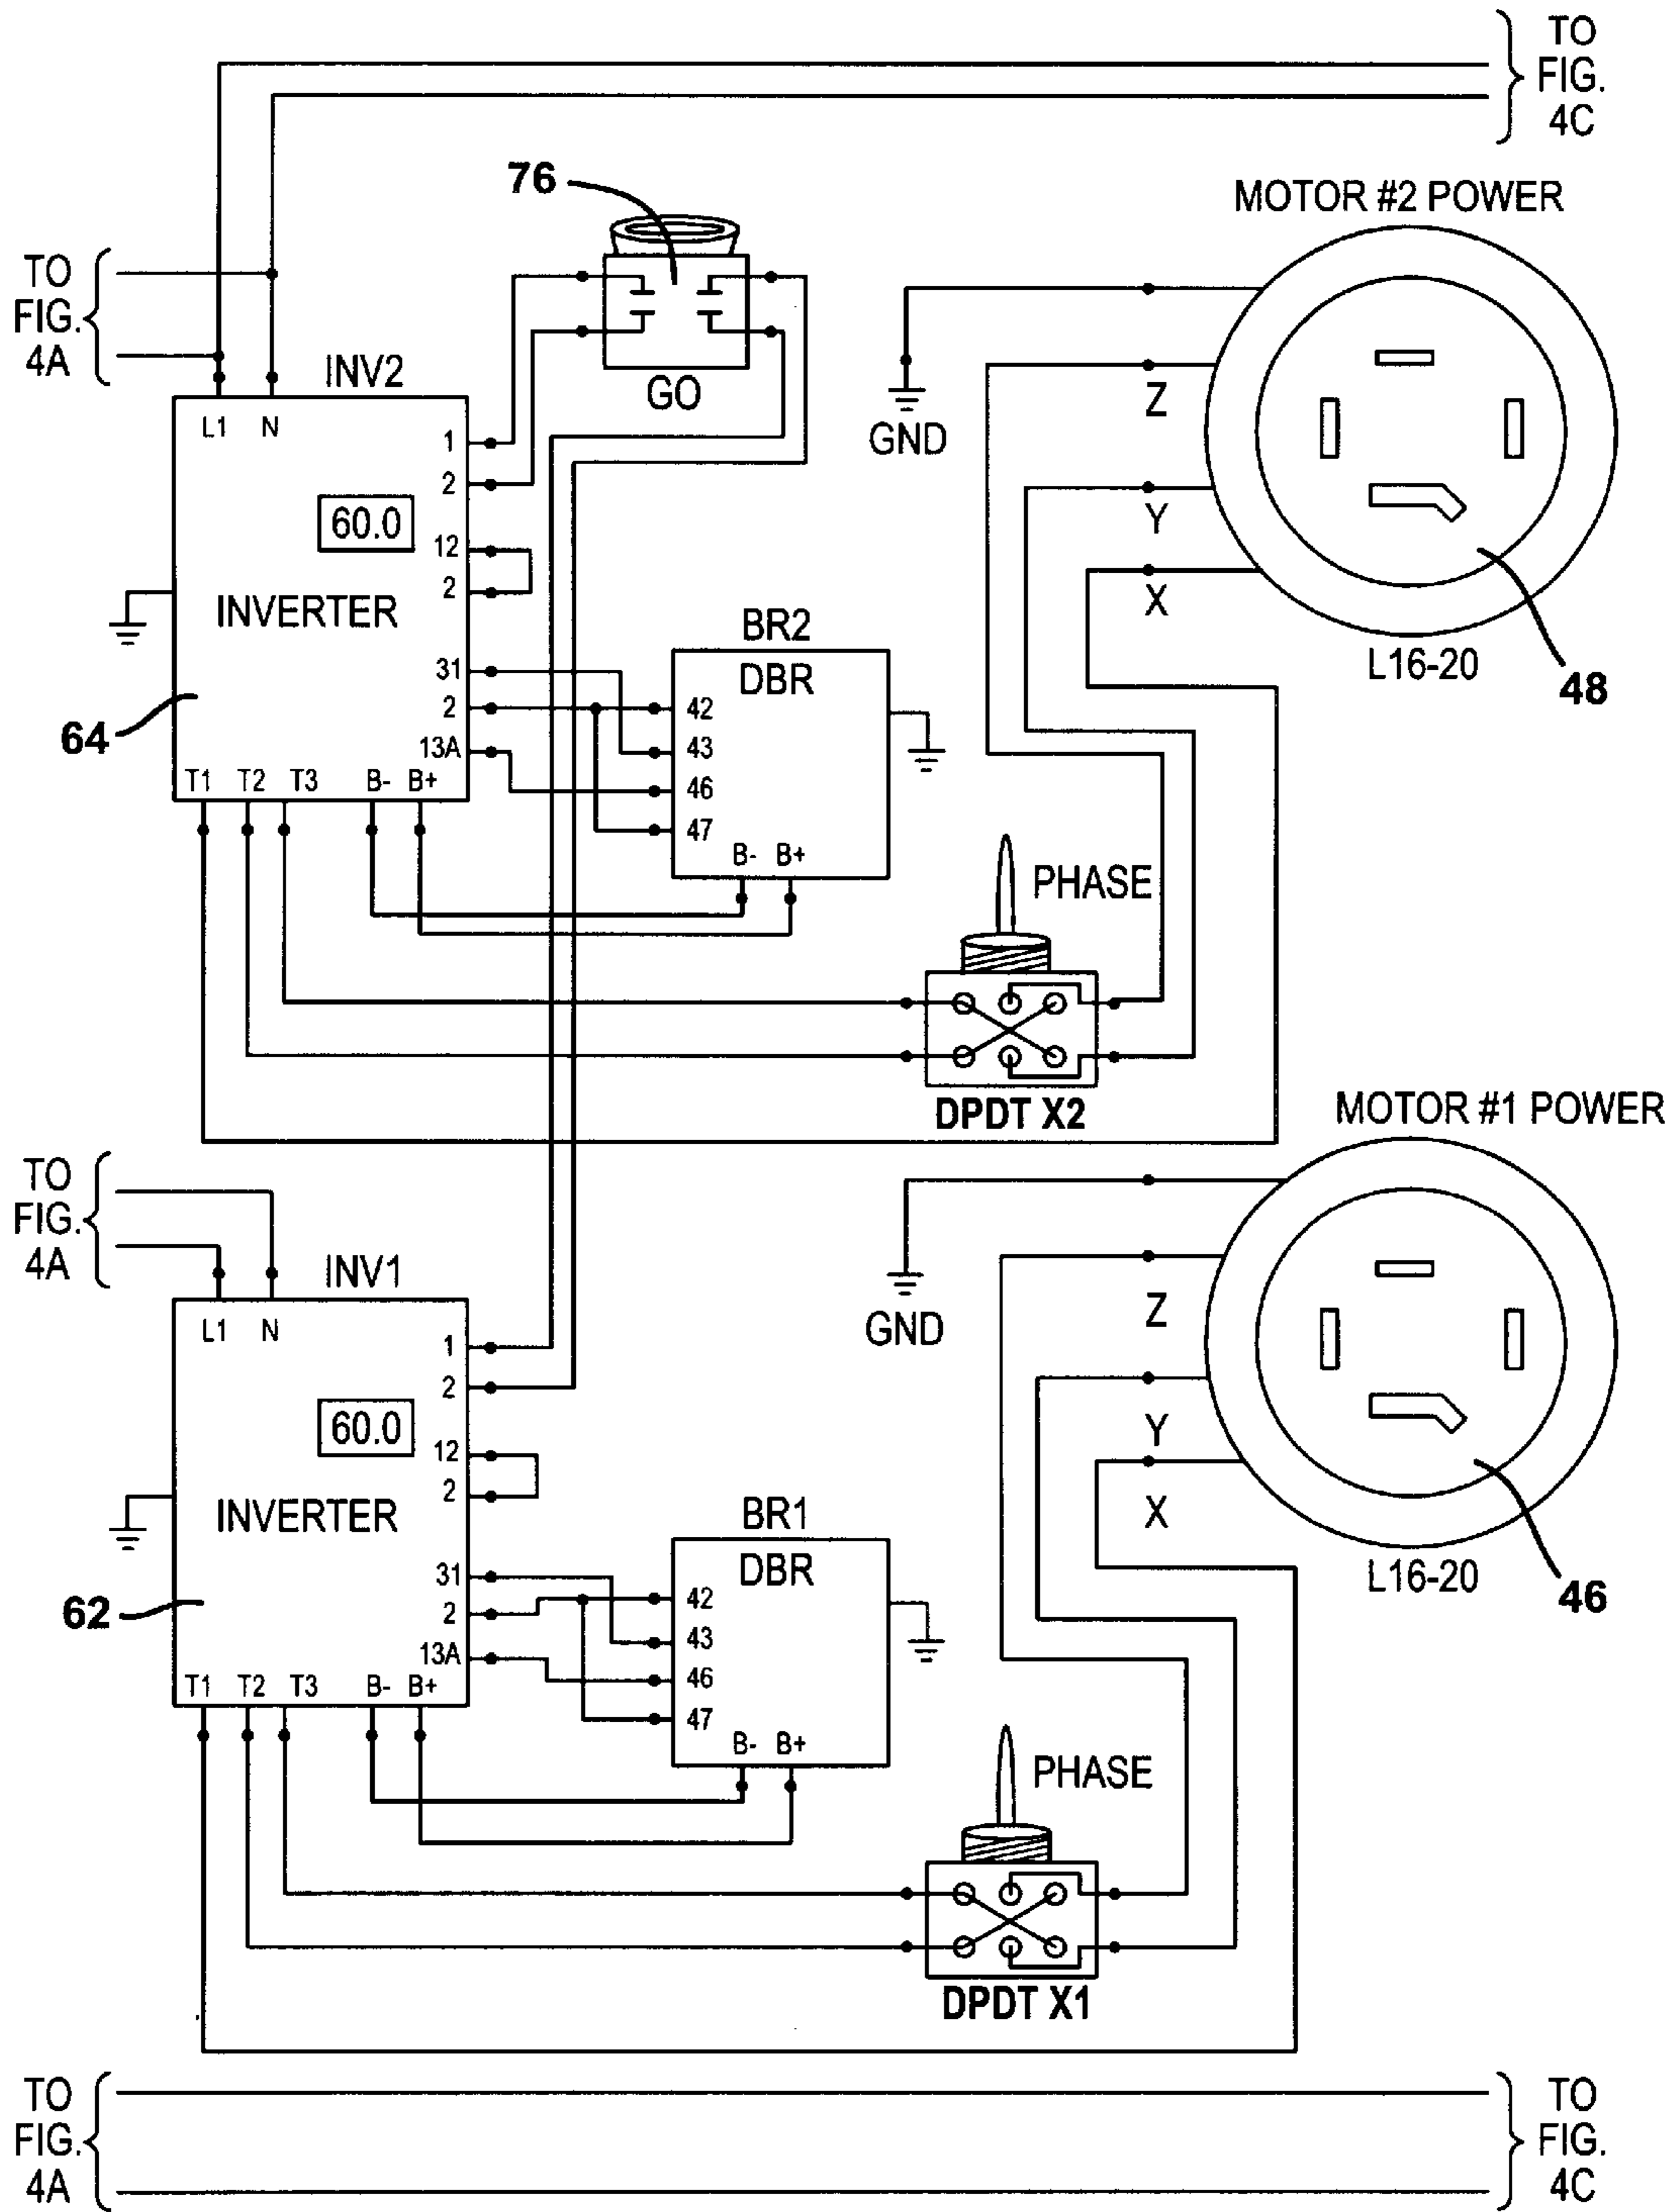 TO
FIG.
4C
76
MOTOR #2 POWER
TO
FIG.
4A
INV2
GO
L1 N
1
2
60.0
12
2
INVERTER
31
2
13A
64
T1 T2 T3 B- B+
GND
Z
Y
X
L16-20
48
BR2
DBR
42
43
46
47
B- B+
PHASE
DPDT X2
MOTOR #1 POWER
TO
FIG.
4A
INV1
L1 N
1
2
60.0
12
2
INVERTER
31
2
13A
62
T1 T2 T3 B- B+
GND
Z
Y
X
L16-20
46
BR1
DBR
42
43
46
47
B- B+
PHASE
DPDT X1
TO
FIG.
4A
TO
FIG.
4C